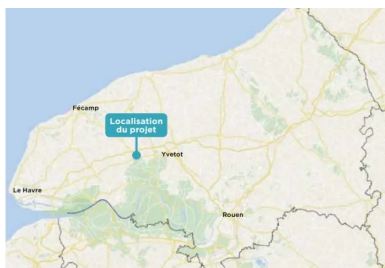 Fécamp
Localisation
du projet
Yvetot
Le Havre
Rouen